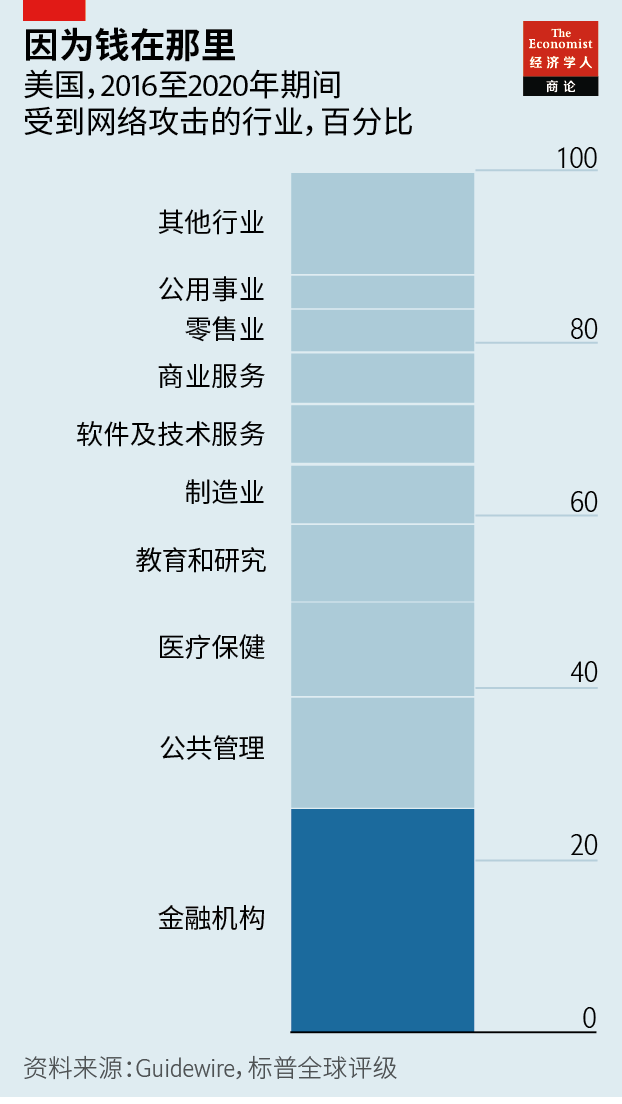 因为钱在那里
美国，2016至2020年期间
受到网络攻击的行业，百分比
The
Economist
经济学人
商论
100
其他行业
公用事业
零售业
80
商业服务
软件及技术服务
制造业
60
教育和研究
医疗保健
40
公共管理
20
金融机构
0
资料来源：Guidewire，标普全球评级